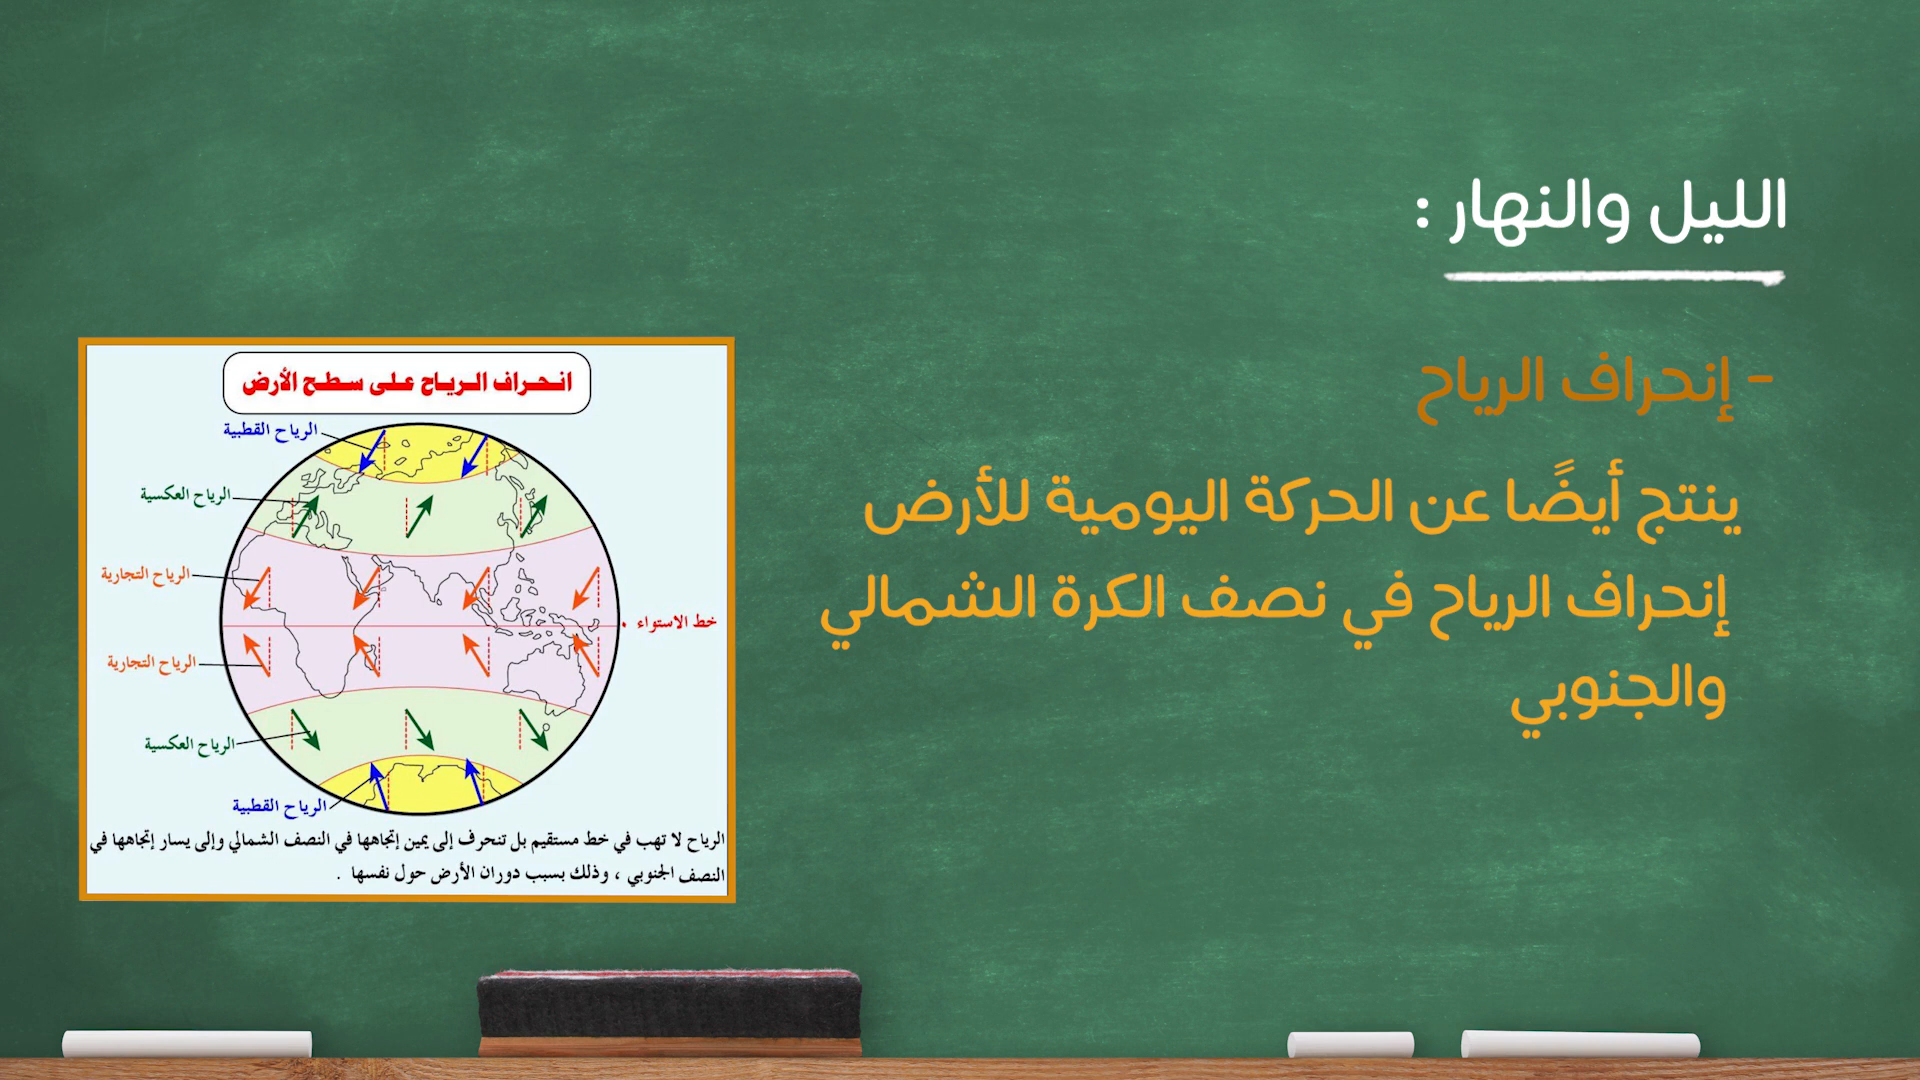 الليل والنهار :
- إنحراف الرياح
ينتج أيضًا عن الحركة اليومية للأرض
إنحراف الرياح في نصف الكرة الشمالي
والجنوبي
انحراف الرياح على سطح الأرض
الرياح القطبية
الرياح العكسية
الرياح التجارية
خط الاستواء
الرياح التجارية
الرياح العكسية
الرياح القطبية
الرياح لا تهب في خط مستقيم بل تنحرف إلى يمين إتجاهها في النصف الشمالي وإلى يسار إتجاهها في
النصف الجنوبي ، وذلك بسبب دوران الأرض حول نفسها .